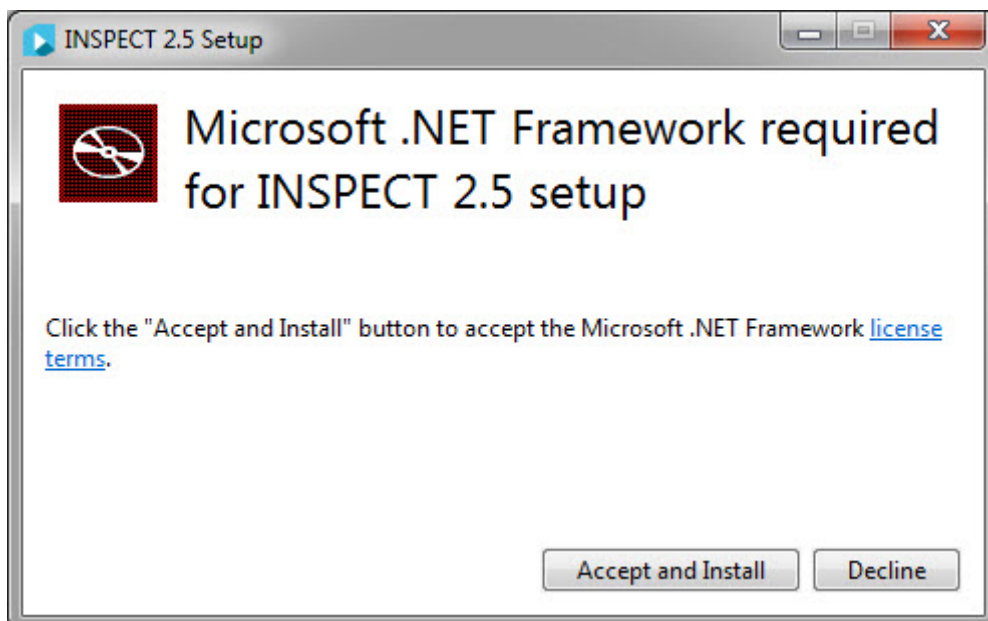 INSPECT 2.5 Setup
Microsoft .NET Framework required
for INSPECT 2.5 setup
Click the "Accept and Install" button to accept the Microsoft .NET Framework license
terms.
Accept and Install
Decline